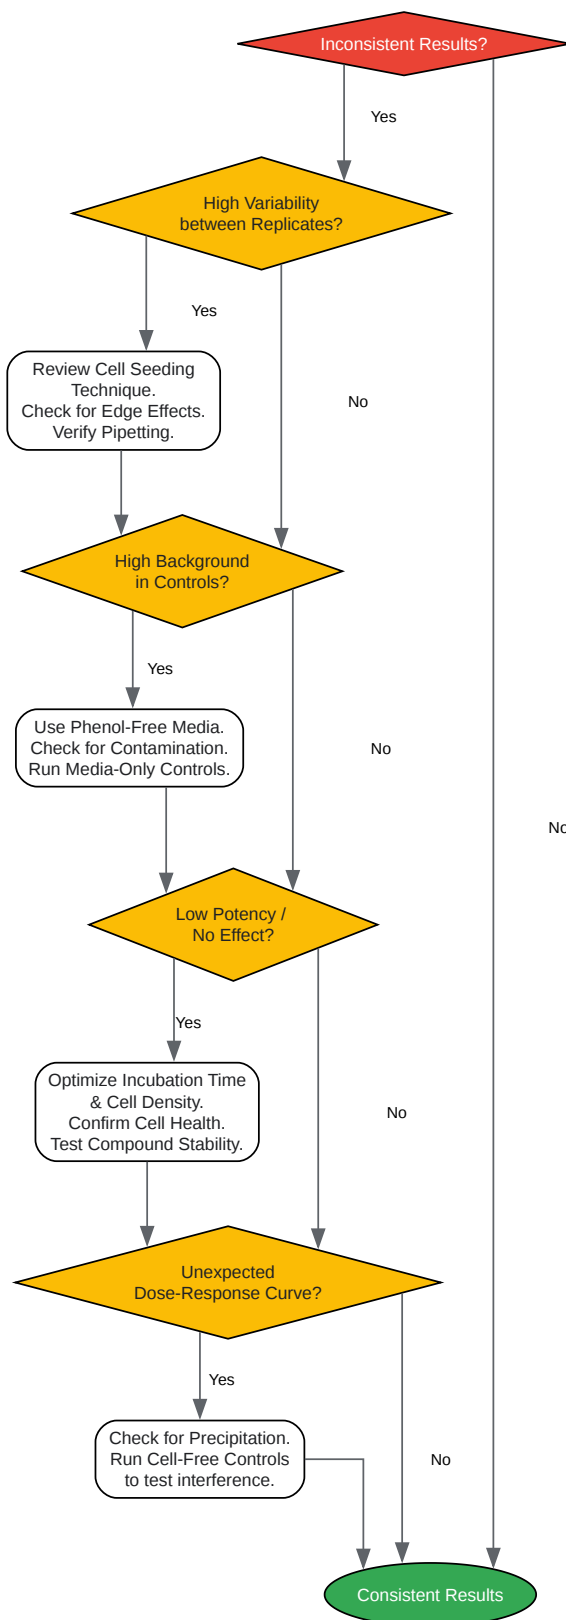 Inconsistent Results?
Yes
High Variability
between Replicates?
Yes
Review Cell Seeding
Technique.
Check for Edge Effects.
Verify Pipetting.
No
High Background
in Controls?
Yes
Use Phenol-Free Media.
Check for Contamination.
Run Media-Only Controls.
No
No
Low Potency /
No Effect?
Yes
Optimize Incubation Time
& Cell Density.
Confirm Cell Health.
Test Compound Stability.
No
Unexpected
Dose-Response Curve?
Yes
Check for Precipitation.
Run Cell-Free Controls
to test interference.
No
Consistent Results